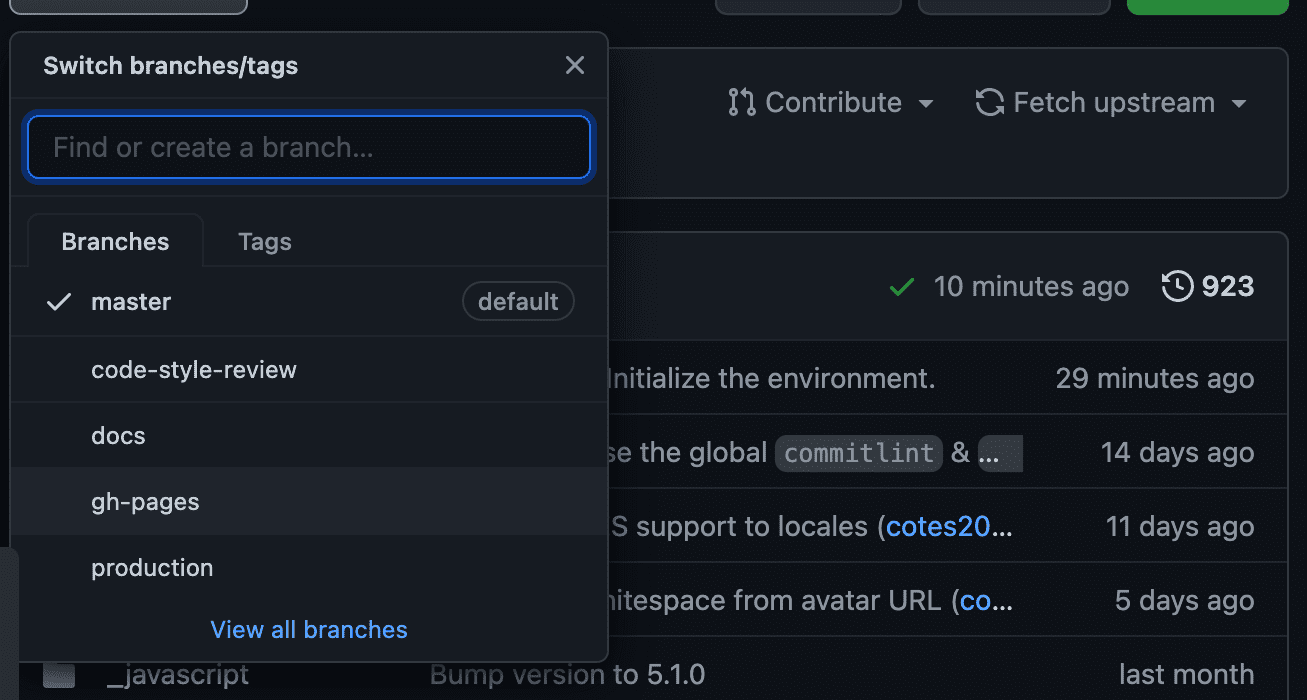 Switch branches/tags
Find or create a branch...
Branches
Tags
master
default
code-style-review
docs
gh-pages
production
View all branches
Contribute
Fetch upstream
10 minutes ago
923
Initialize the environment.
29 minutes ago
the global commitlint & ...
14 days ago
S support to locales (cotes20...
11 days ago
from avatar URL (co...
5 days ago
_javascript
Bump version to 5.1.0
last month